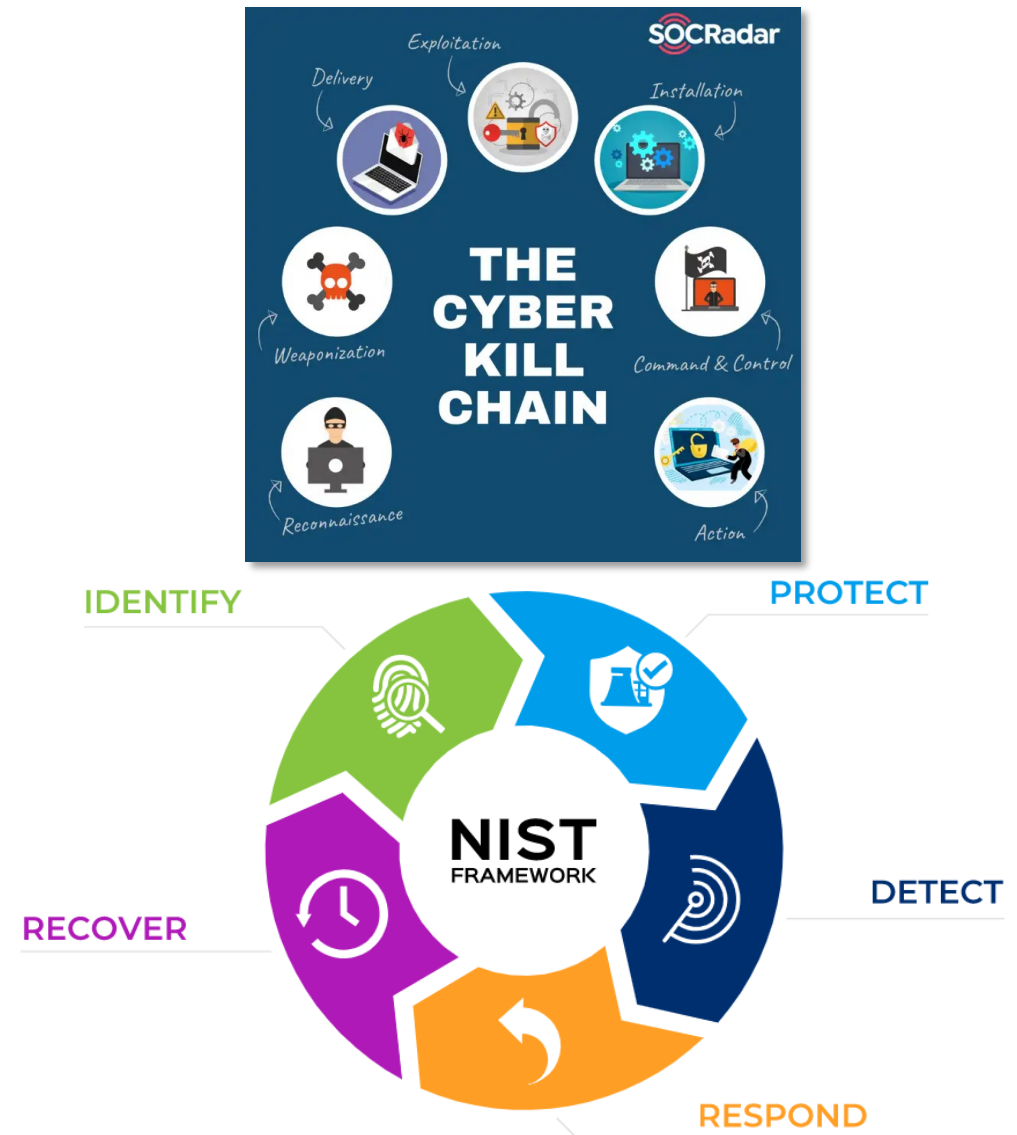 SOCRadar
Exploitation
Delivery
Installation
THE
CYBER
KILL
CHAIN
Weaponization
Command & Control
Reconnaissance
Action
IDENTIFY
PROTECT
NIST
FRAMEWORK
DETECT
RECOVER
RESPOND